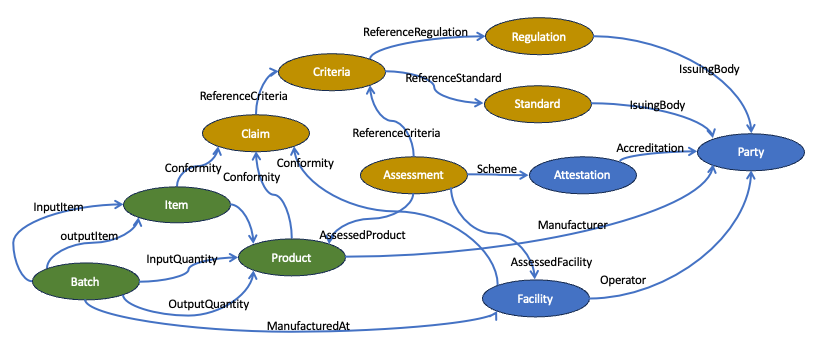 ReferenceRegulation
Regulation
Criteria
IssuingBody
ReferenceStandard
ReferenceCriteria
Standard
IsuingBody
Claim
ReferenceCriteria
Accreditation
Party
Conformity
Conformity
Conformity
Assessment
Scheme
Attestation
InputItem
Item
outputItem
AssessedProduct
Manufacturer
InputQuantity
Product
AssessedFacility
Batch
Operator
OutputQuantity
Facility
ManufacturedAt